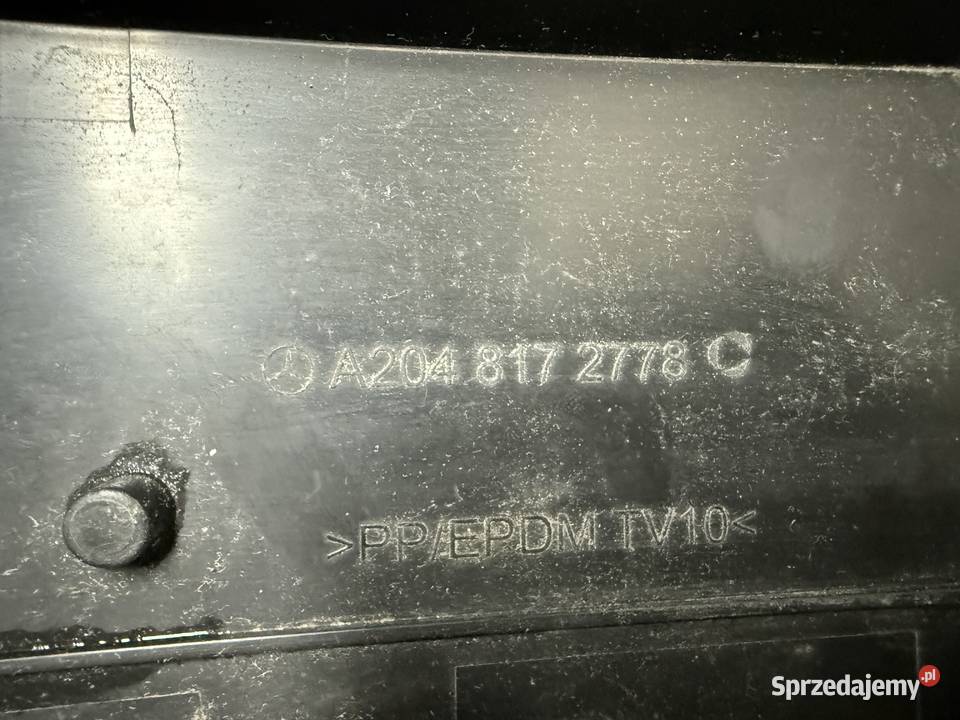 A204 817 2778 C
>PP/EPDM TV10<
Sprzedajemy.pl